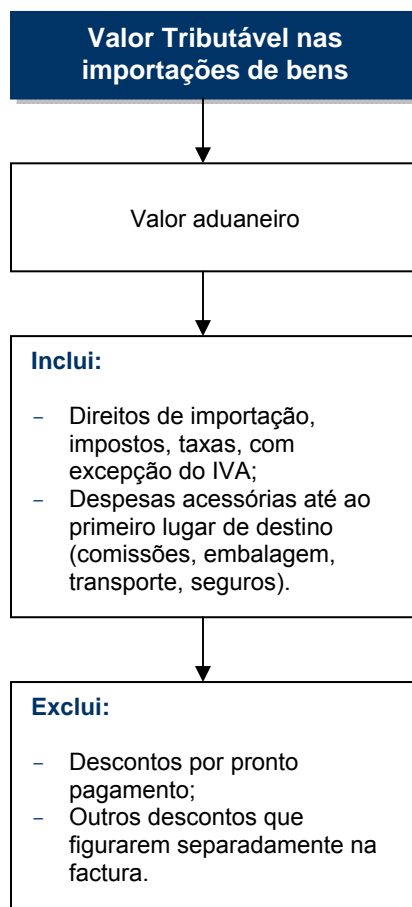 Valor Tributável nas
importações de bens
Valor aduaneiro
Inclui:
– Direitos de importação,
impostos, taxas, com
excepção do IVA;
– Despesas acessórias até ao
primeiro lugar de destino
(comissões, embalagem,
transporte, seguros).
Exclui:
– Descontos por pronto
pagamento;
– Outros descontos que
figurarem separadamente na
factura.